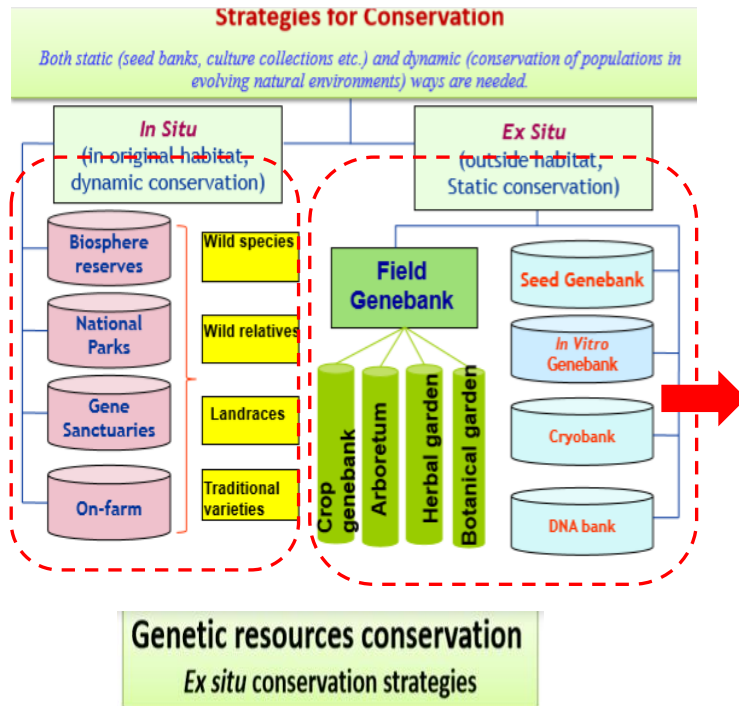 Strategies for Conservation
Both static (seed banks, culture collections etc.) and dynamic (conservation of populations in
evolving natural environments) ways are needed.
In Situ
(in original habitat,
dynamic conservation)
Ex Situ
(outside habitat,
Static conservation)
Biosphere
reserves
National
Parks
Gene
Sanctuaries
On-farm
Wild species
Wild relatives
Landraces
Traditional
varieties
Field
Genebank
Crop
genebank
Arboretum
Herbal garden
Botanical garden
Seed Genebank
In Vitro
Genebank
Cryobank
DNA bank
Genetic resources conservation
Ex situ conservation strategies